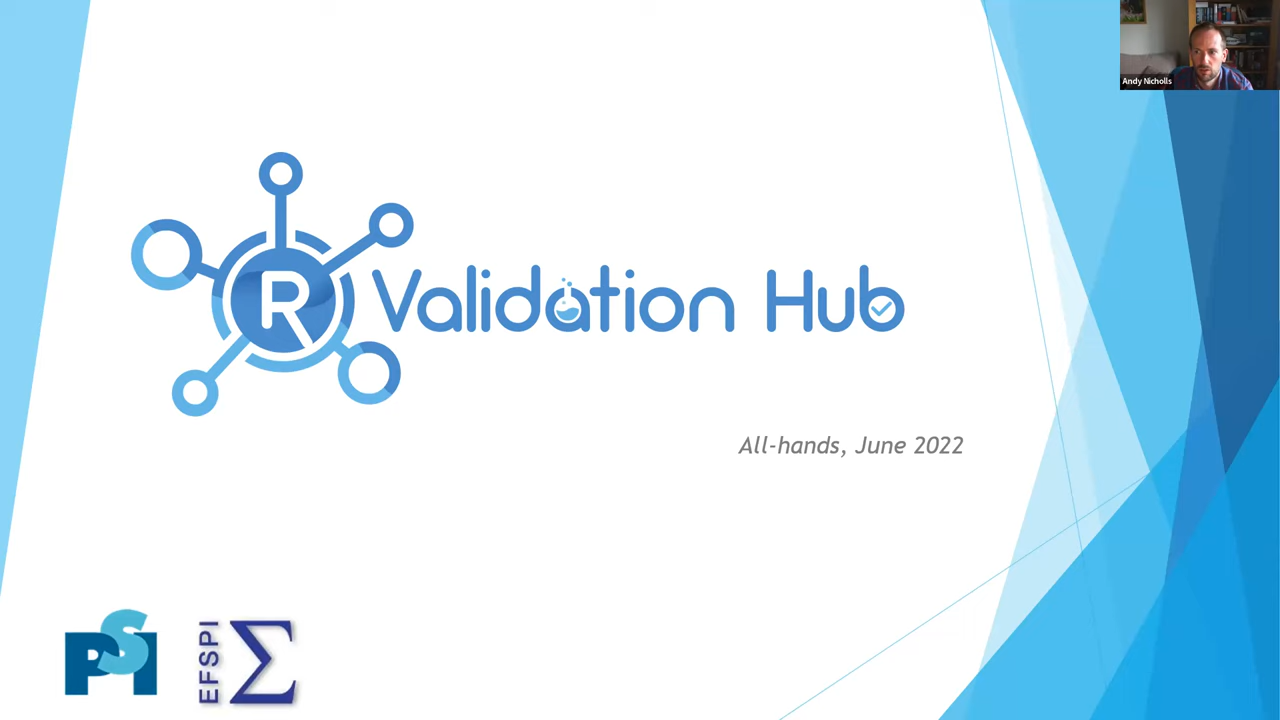 Andy Nicholls
R Validation Hub
All-hands, June 2022
PSI
EFSPI
Σ